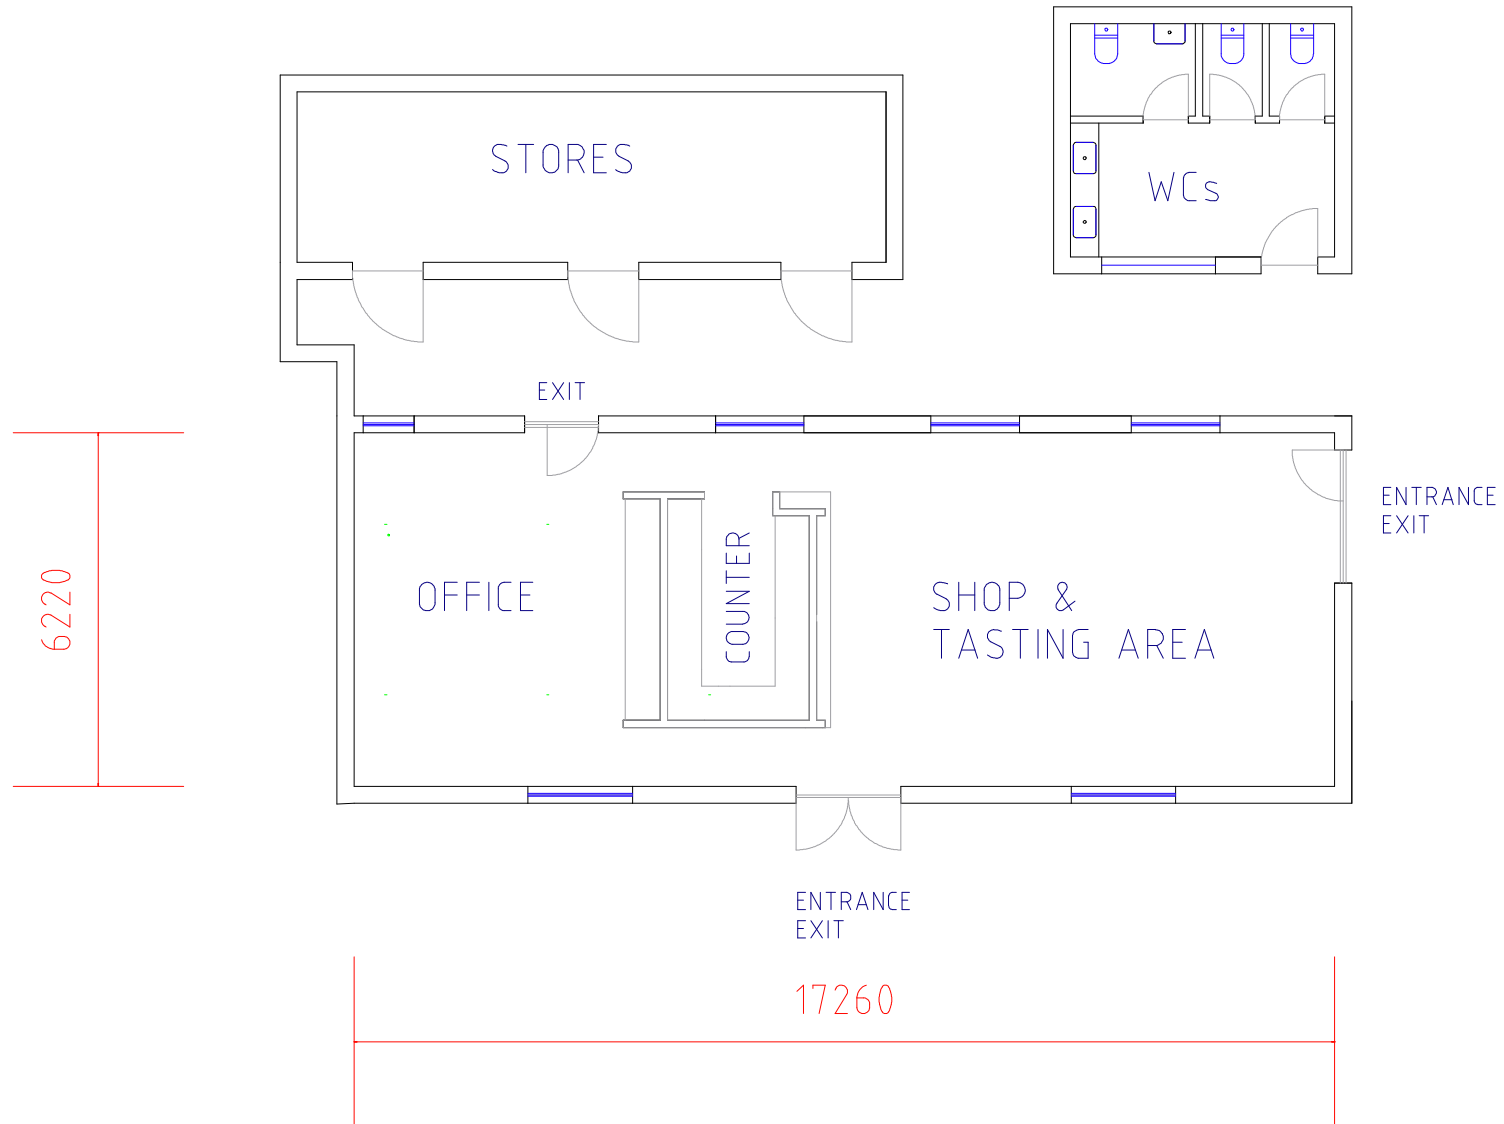 STORES
WCs
EXIT
ENTRANCE
EXIT
6220
OFFICE
COUNTER
SHOP &
TASTING AREA
ENTRANCE
EXIT
17260